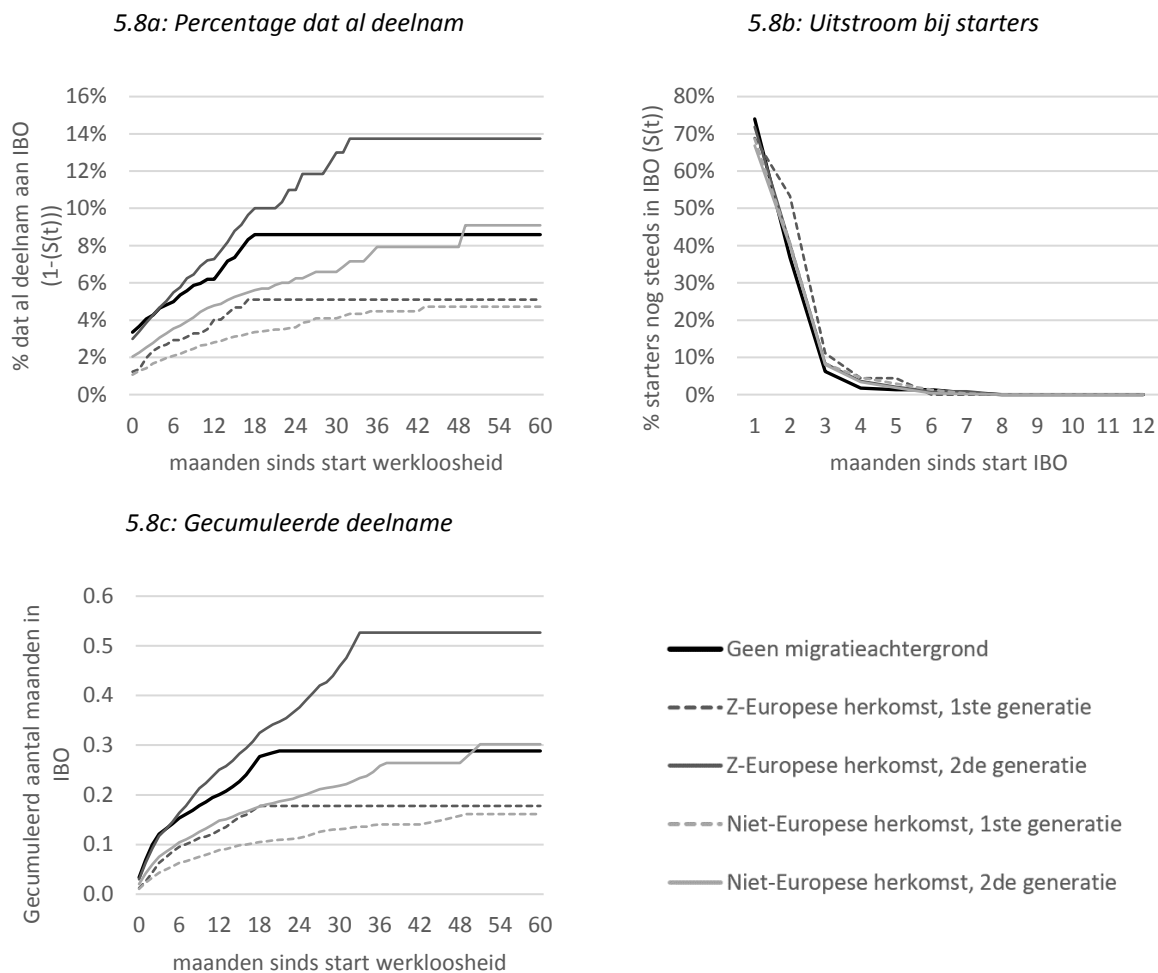 5.8a: Percentage dat al deelnam
% dat al deelnam aan IBO
(1-(S(t)))
16%
14%
12%
10%
8%
6%
4%
2%
0%
0 6 12 18 24 30 36 42 48 54 60
maanden sinds start werkloosheid
5.8b: Uitstroom bij starters
% starters nog steeds in IBO (S(t))
80%
70%
60%
50%
40%
30%
20%
10%
0%
1 2 3 4 5 6 7 8 9 10 11 12
maanden sinds start IBO
5.8c: Gecumuleerde deelname
Gecumuleerd aantal maanden in
IBO
0.6
0.5
0.4
0.3
0.2
0.1
0.0
0 6 12 18 24 30 36 42 48 54 60
maanden sinds start werkloosheid
Geen migratieachtergrond
Z-Europese herkomst, 1ste generatie
Z-Europese herkomst, 2de generatie
Niet-Europese herkomst, 1ste generatie
Niet-Europese herkomst, 2de generatie